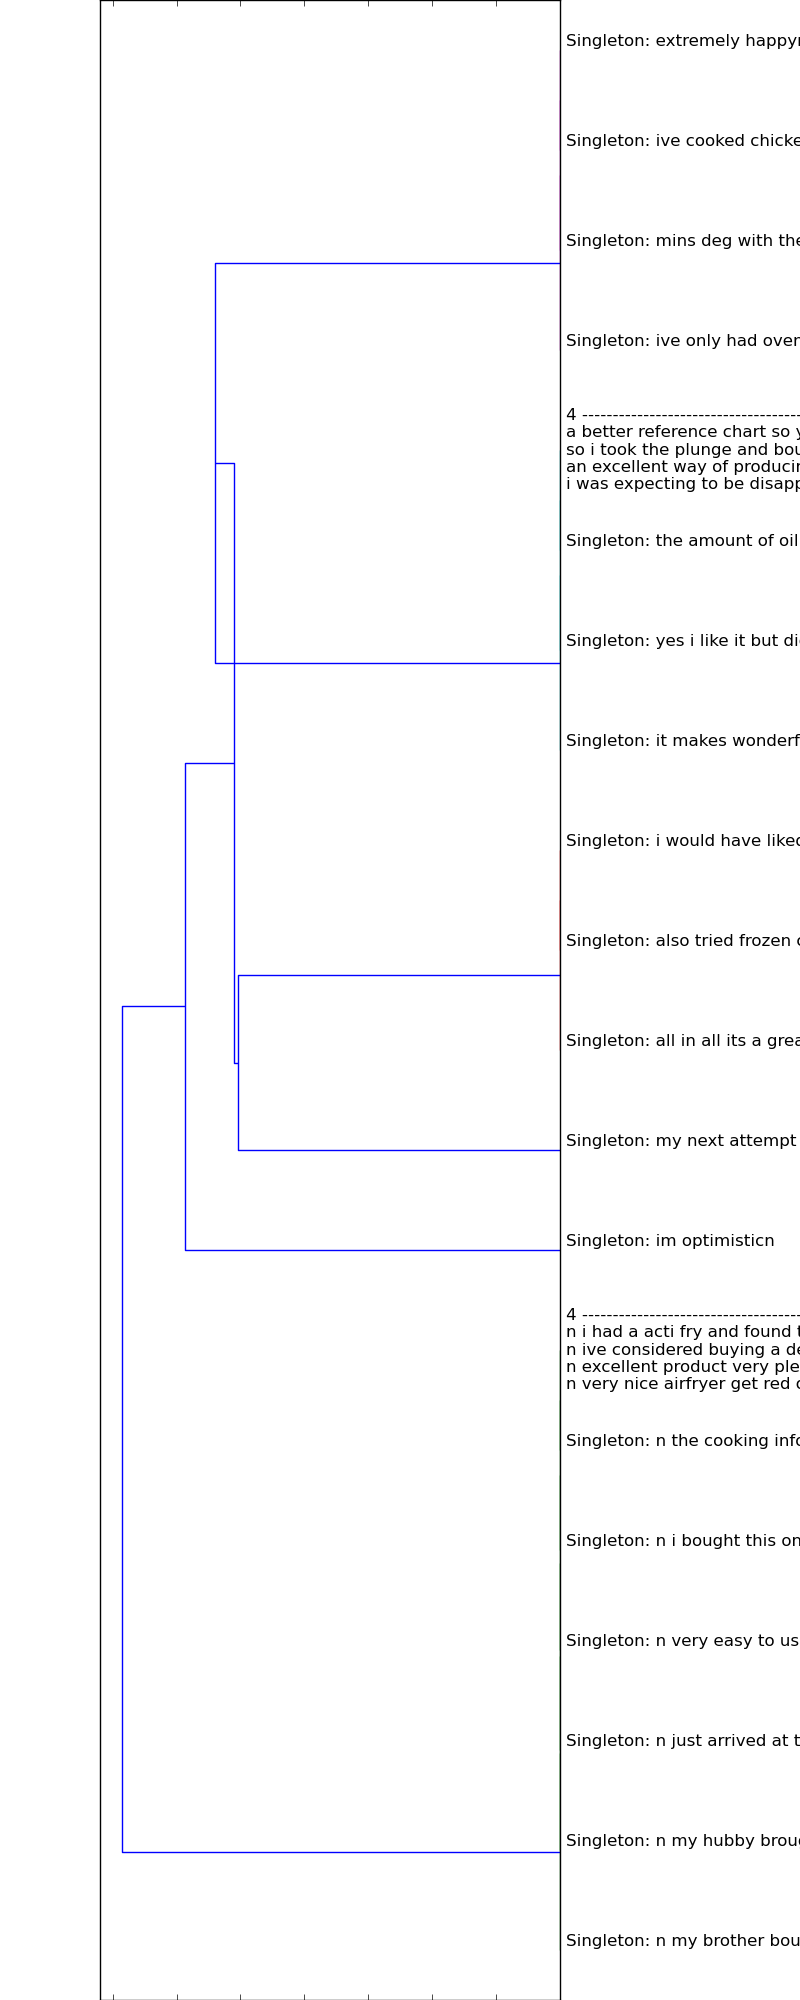 Singleton: extremely happy
Singleton: ive cooked chicke
Singleton: mins deg with the
Singleton: ive only had over
4 -----------------------------------
a better reference chart so y
so i took the plunge and bou
an excellent way of producin
i was expecting to be disapp
Singleton: the amount of oil
Singleton: yes i like it but di
Singleton: it makes wonderf
Singleton: i would have liked
Singleton: also tried frozen c
Singleton: all in all its a grea
Singleton: my next attempt
Singleton: im optimisticn
4 -----------------------------------
n i had a acti fry and found t
n ive considered buying a de
n excellent product very ple
n very nice airfryer get red o
Singleton: n the cooking info
Singleton: n i bought this on
Singleton: n very easy to us
Singleton: n just arrived at t
Singleton: n my hubby broug
Singleton: n my brother bou